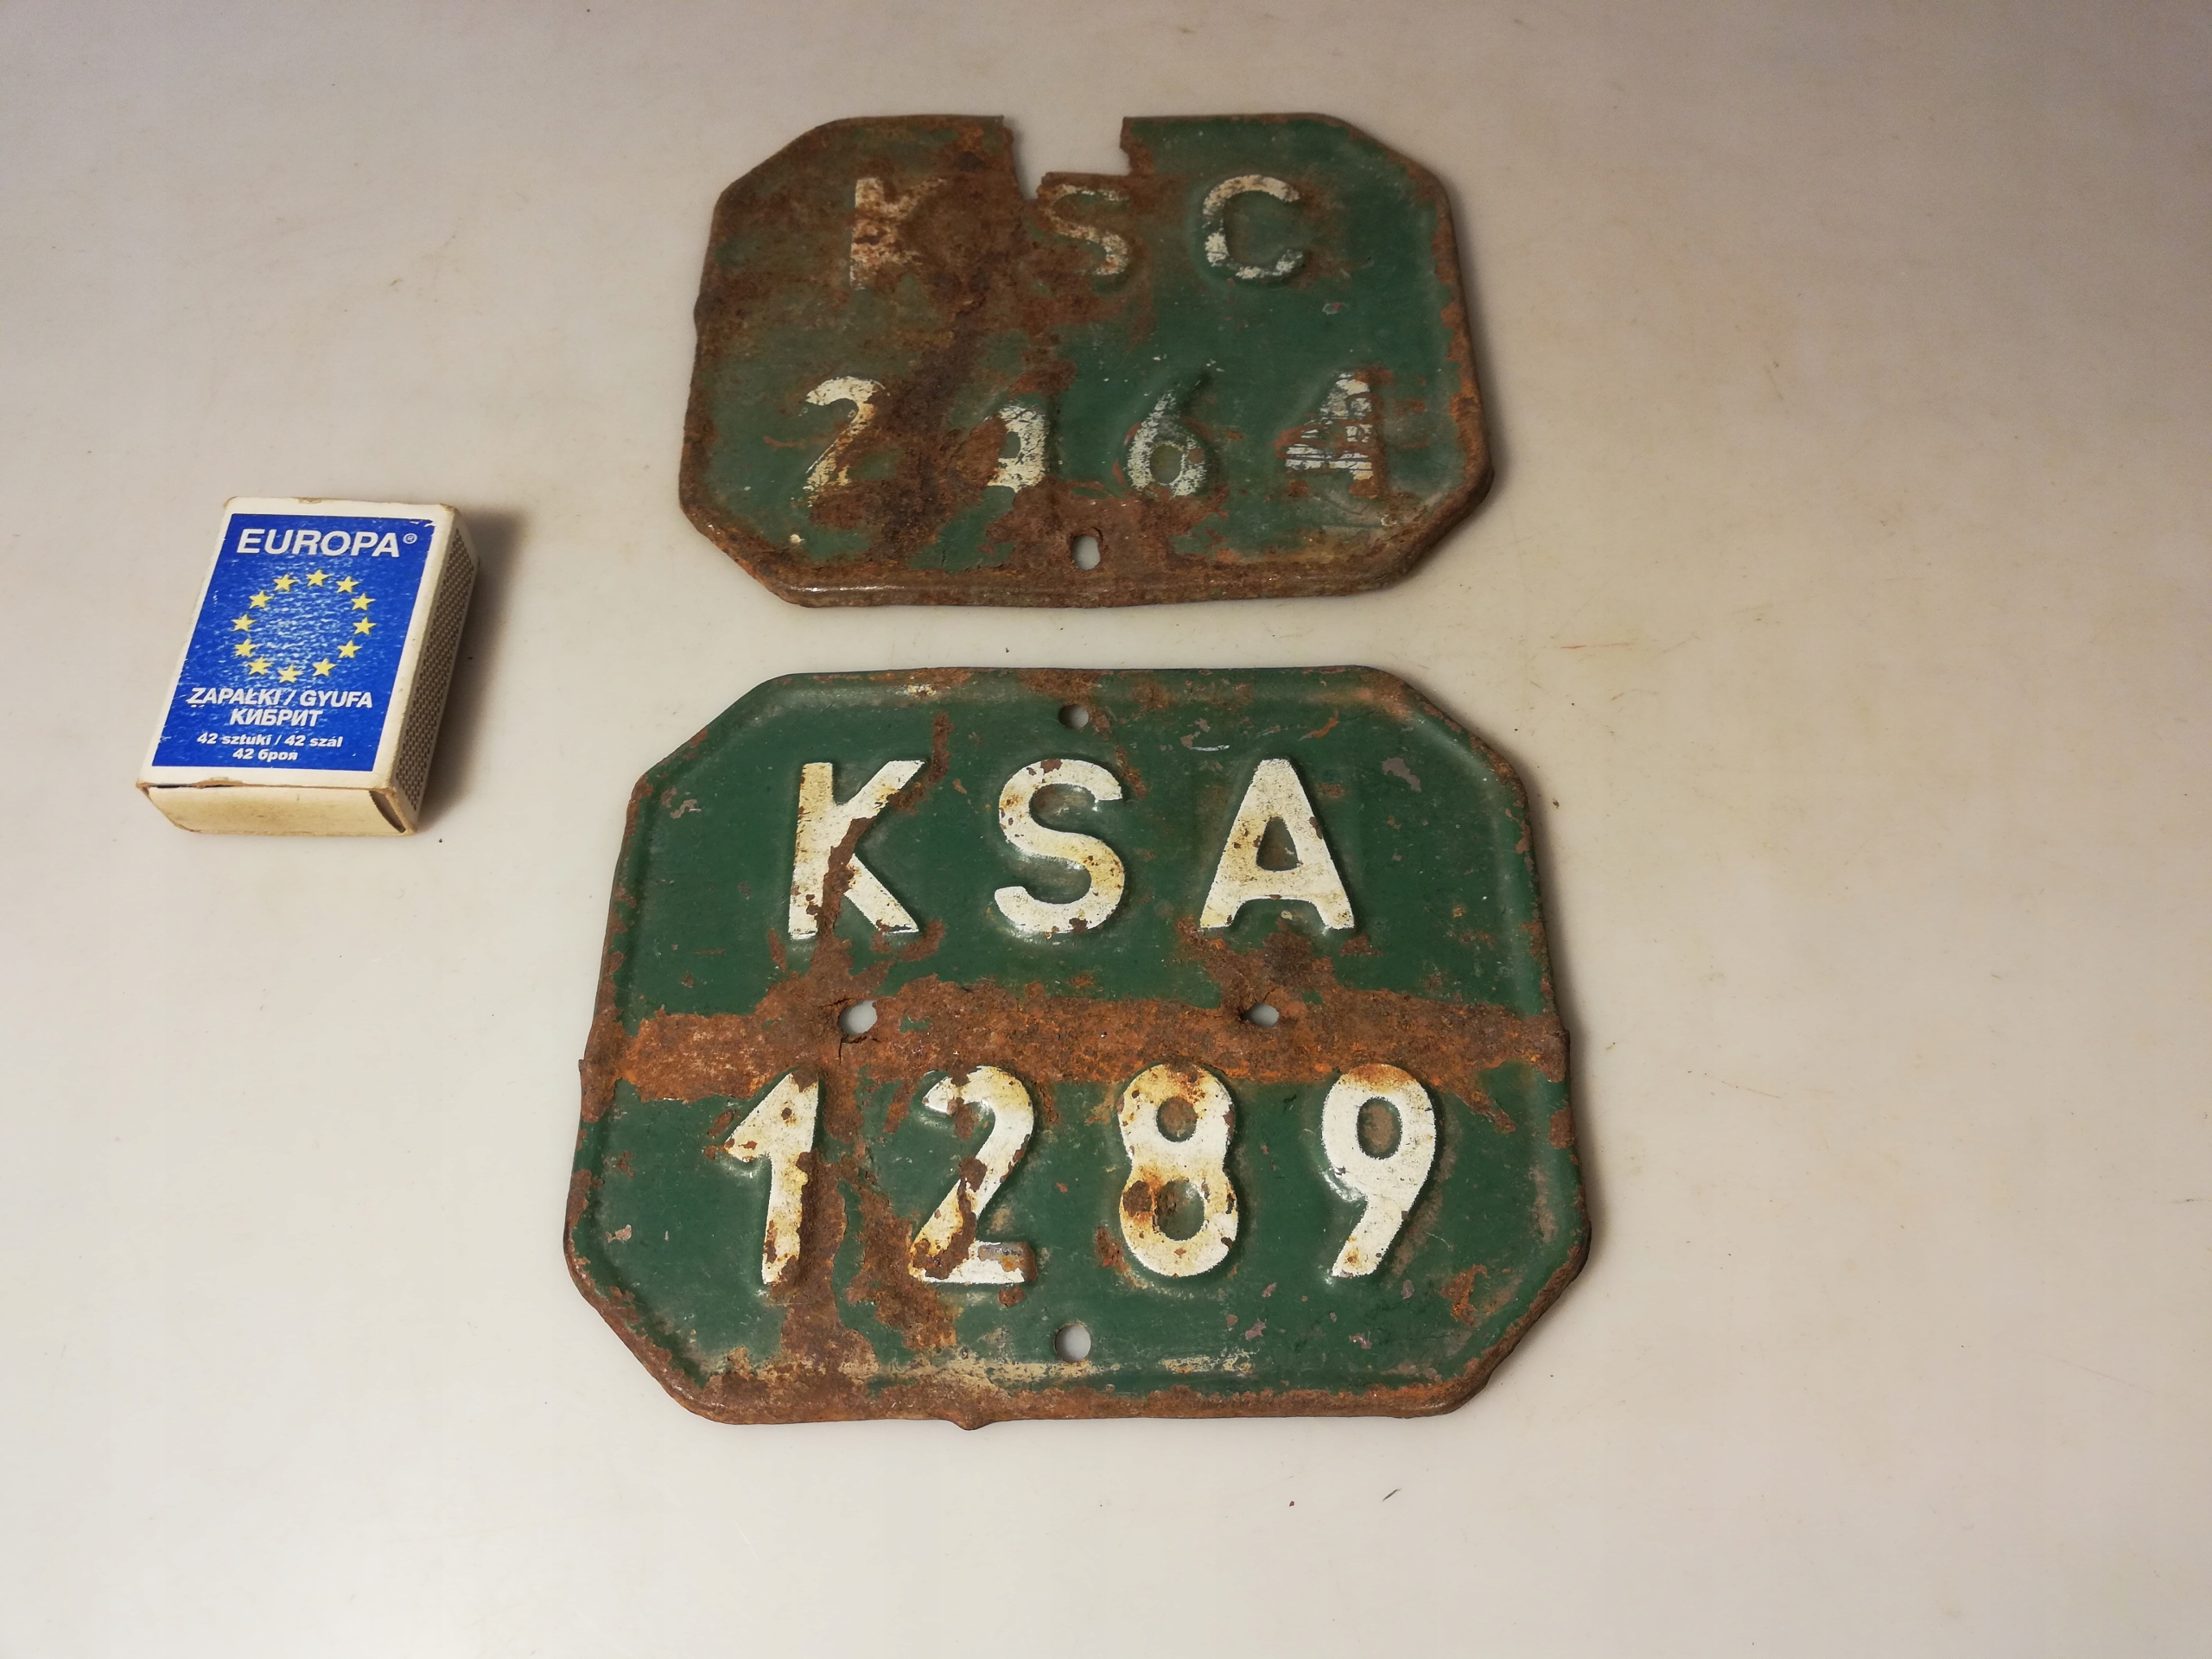 KSC
EUROPA®
ZAPAŁKI / GYUFA
КИБРИТ
42 sztuki / 42 szál
42 броя
KSA
1289